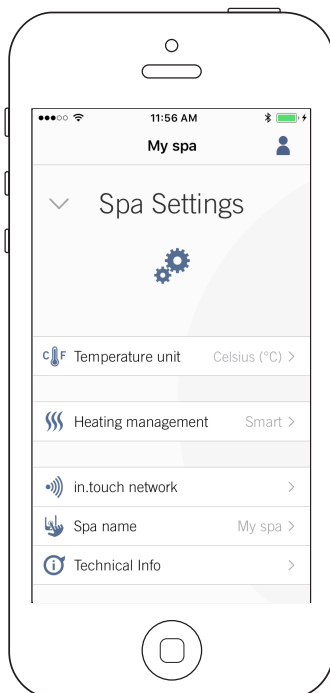 11:56 AM
My spa
Spa Settings
C F Temperature unit Celsius (°C) >
Heating management Smart >
in.touch network >
Spa name My spa >
i Technical Info >